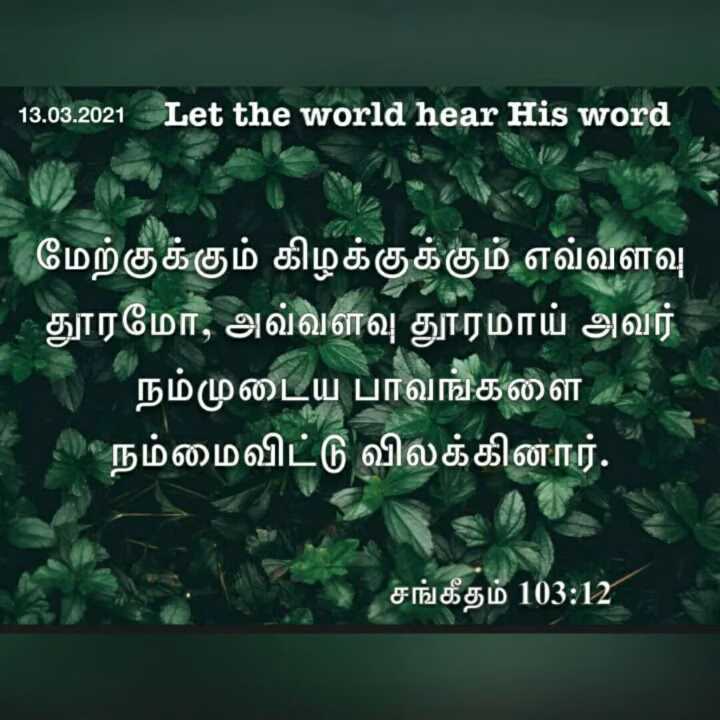 13.03.2021 Let the world hear His word
மேற்குக்கும் கிழக்குக்கும் எவ்வளவு
தூரமோ, அவ்வளவு தூரமாய் அவர்
நம்முடைய பாவங்களை
நம்மைவிட்டு விலக்கினார்.
சங்கீதம் 103:12